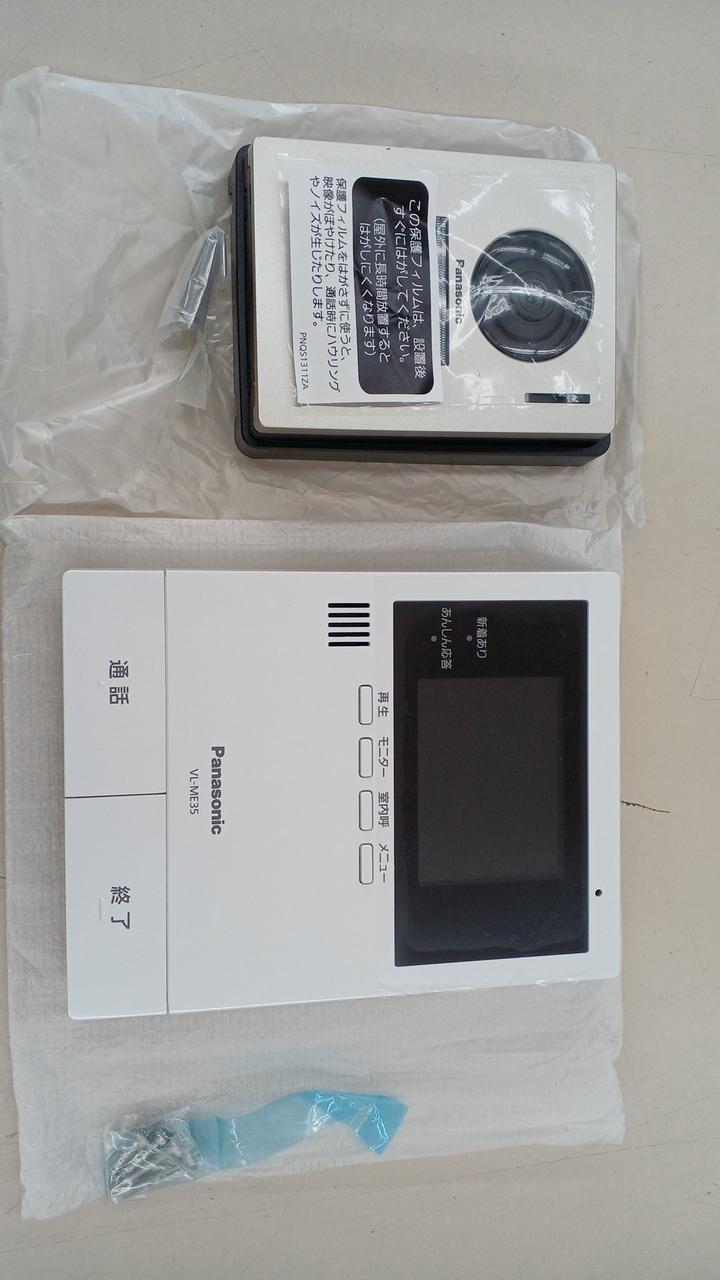 Panasonic
この保護フィルムは、設置後
すぐにはがしてください。
(屋外に長時間放置すると
はがしにくくなります)
保護フィルムをはがさずに使うと、
映像がぼやけたり、通話時にハウリング
やノイズが生じたりします。
PNQS1311ZA
新着あり
あんしん応答
再生
モニター
室内呼
メニュー
Panasonic
VL-ME35
通話
終了